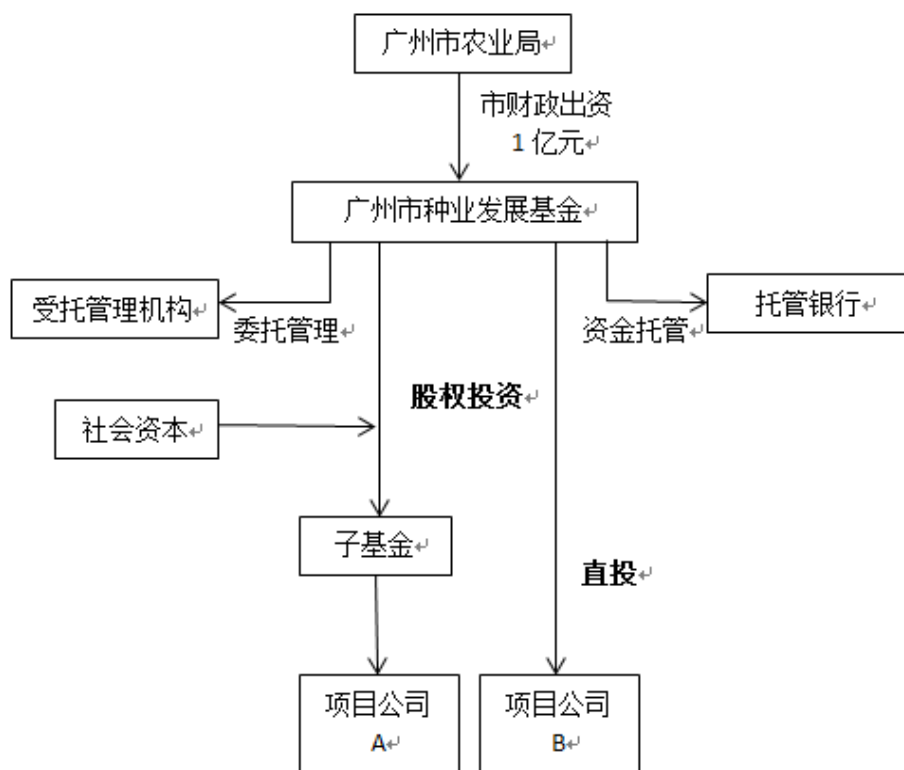 广州市农业局
市财政出资
1 亿元
广州市种业发展基金
受托管理机构
委托管理
资金托管
托管银行
股权投资
社会资本
子基金
直投
项目公司
A
项目公司
B